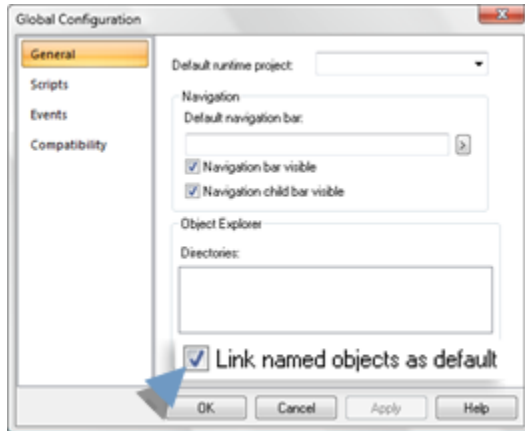 Global Configuration
General
Scripts
Events
Compatibility
Default runtime project:
Navigation
Default navigation bar:
>
Navigation bar visible
Navigation child bar visible
Object Explorer
Directories:
Link named objects as default
OK Cancel Apply Help